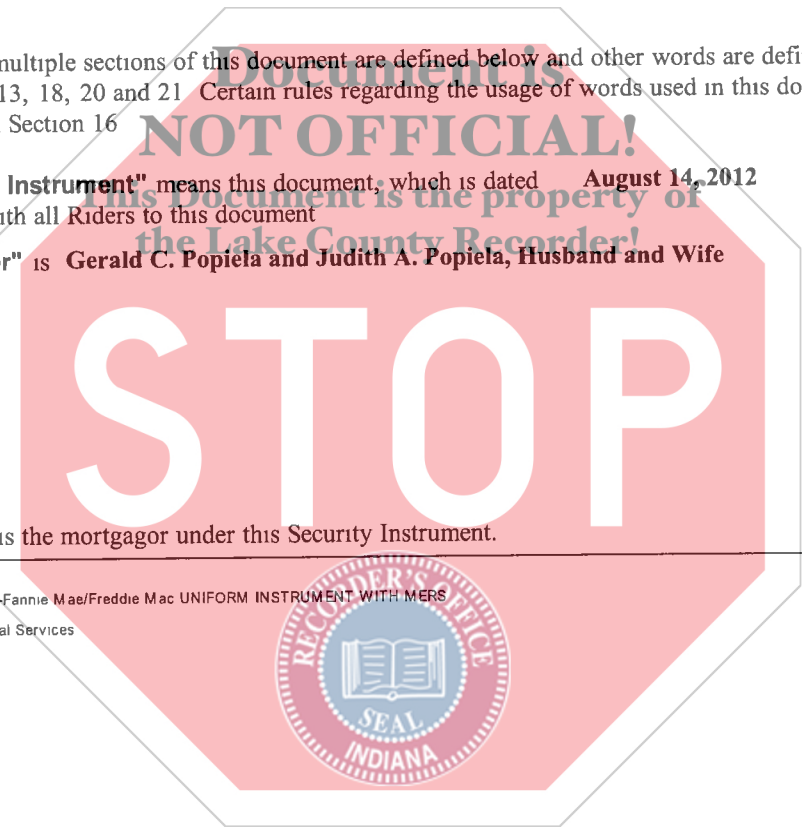 multiple sections of this document are defined below and other words are defi
13, 18, 20 and 21 Certain rules regarding the usage of words used in this do
Section 16
Document is
NOT OFFICIAL!
This Document is the property of
the Lake County Recorder!
Instrument" means this document, which is dated August 14, 2012
ith all Riders to this document
r" is Gerald C. Popiela and Judith A. Popiela, Husband and Wife
STOP
is the mortgagor under this Security Instrument.
-Fannie Mae/Freddie Mac UNIFORM INSTRUMENT WITH MERS
al Services
RECORDER'S OFFICE
SEAL
INDIANA